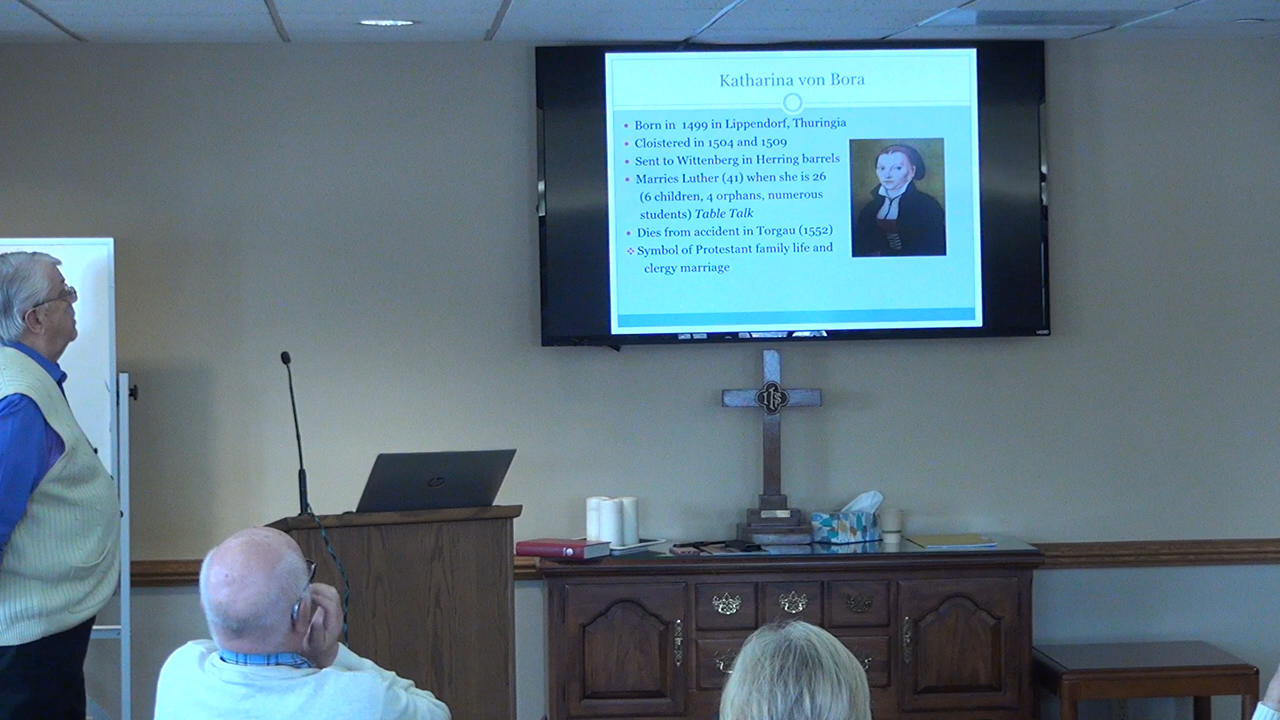 Katharina von Bora
• Born in 1499 in Lippendorf, Thuringia
• Cloistered in 1504 and 1509
• Sent to Wittenberg in Herring barrels
• Marries Luther (41) when she is 26
(6 children, 4 orphans, numerous
students) Table Talk
• Dies from accident in Torgau (1552)
❖ Symbol of Protestant family life and
clergy marriage
hp
IHS